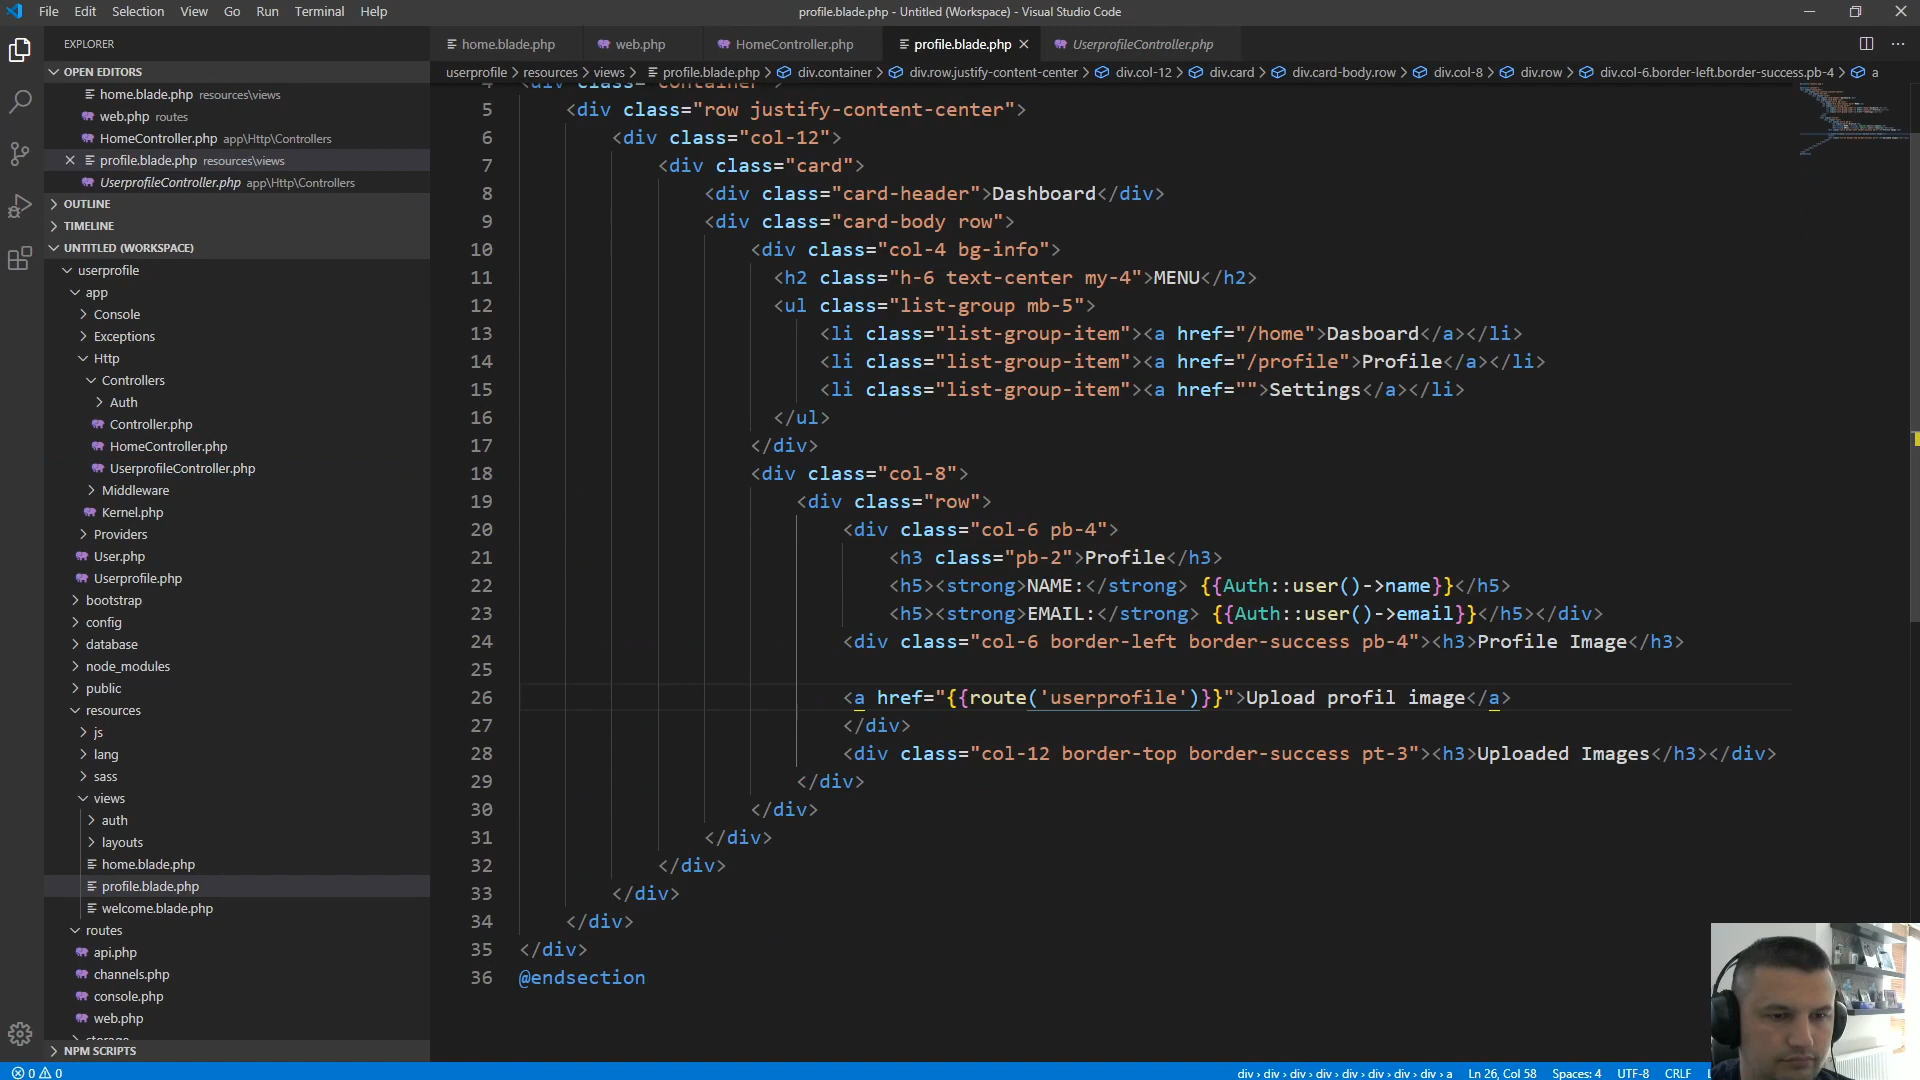 File Edit Selection View Go Run Terminal Help
profile.blade.php - Untitled (Workspace) - Visual Studio Code
EXPLORER
OPEN EDITORS
home.blade.php resources\views
web.php routes
HomeController.php app\Http\Controllers
profile.blade.php resources\views
UserprofileController.php app\Http\Controllers
OUTLINE
TIMELINE
UNTITLED (WORKSPACE)
userprofile
app
Console
Exceptions
Http
Controllers
Auth
Controller.php
HomeController.php
UserprofileController.php
Middleware
Kernel.php
Providers
User.php
Userprofile.php
bootstrap
config
database
node_modules
public
resources
js
lang
sass
views
auth
layouts
home.blade.php
profile.blade.php
welcome.blade.php
routes
api.php
channels.php
console.php
web.php
storage
NPM SCRIPTS
home.blade.php web.php HomeController.php profile.blade.php UserprofileController.php
userprofile > resources > views > profile.blade.php > div.container > div.row.justify-content-center > div.col-12 > div.card > div.card-body.row > div.col-8 > div.row > div.col-6.border-left.border-success.pb-4 > a
4 <div class="container">
5 <div class="row justify-content-center">
6 <div class="col-12">
7 <div class="card">
8 <div class="card-header">Dashboard</div>
9 <div class="card-body row">
10 <div class="col-4 bg-info">
11 <h2 class="h-6 text-center my-4">MENU</h2>
12 <ul class="list-group mb-5">
13 <li class="list-group-item"><a href="/home">Dasboard</a></li>
14 <li class="list-group-item"><a href="/profile">Profile</a></li>
15 <li class="list-group-item"><a href="">Settings</a></li>
16 </ul>
17 </div>
18 <div class="col-8">
19 <div class="row">
20 <div class="col-6 pb-4">
21 <h3 class="pb-2">Profile</h3>
22 <h5><strong>NAME:</strong> {{Auth::user()->name}}</h5>
23 <h5><strong>EMAIL:</strong> {{Auth::user()->email}}</h5></div>
24 <div class="col-6 border-left border-success pb-4"><h3>Profile Image</h3>
25
26 <a href="{{route('userprofile')}}">Upload profil image</a>
27 </div>
28 <div class="col-12 border-top border-success pt-3"><h3>Uploaded Images</h3></div>
29 </div>
30 </div>
31 </div>
32 </div>
33 </div>
34 </div>
35 </div>
36 @endsection
0 0
div > div > div > div > div > div > div > div > a Ln 26, Col 58 Spaces: 4 UTF-8 CRLF